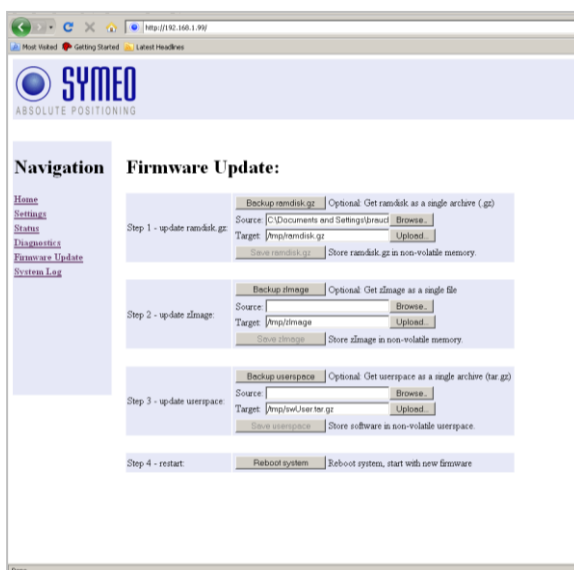 http://192.168.1.99/
Most Visited Getting Started Latest Headlines
SYMEO
ABSOLUTE POSITIONING
Navigation
Home
Settings
Status
Diagnostics
Firmware Update
System Log
Firmware Update:
Step 1 - update ramdisk.gz:
Backup ramdisk.gz Optional: Get ramdisk as a single archive (.gz)
Source: C:\Documents and Settings\braud Browse..
Target: /tmp/ramdisk.gz Upload...
Save ramdisk.gz Store ramdisk.gz in non-volatile memory.
Step 2 - update zImage:
Backup zImage Optional: Get zImage as a single file
Source: Browse..
Target: /tmp/zImage Upload...
Save zImage Store zImage in non-volatile memory.
Step 3 - update userspace:
Backup userspace Optional: Get userspace as a single archive (tar.gz)
Source: Browse..
Target: /tmp/swUser.tar.gz Upload...
Save userspace Store software in non-volatile userspace.
Step 4 - restart:
Reboot system Reboot system, start with new firmware